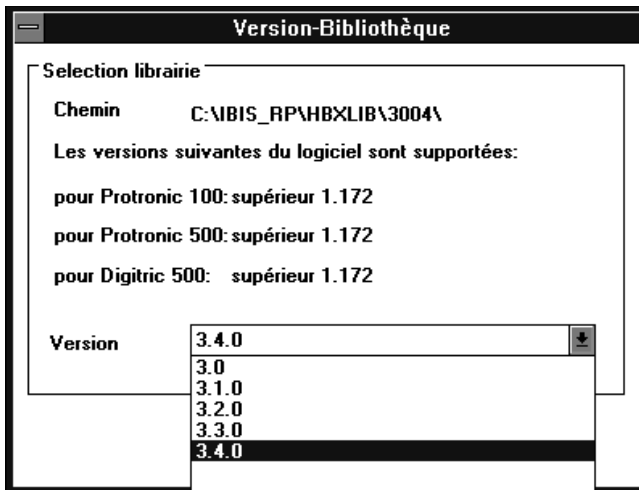 Version-Bibliothèque
Selection librairie
Chemin C:\IBIS_RP\HBXLIB\3004\
Les versions suivantes du logiciel sont supportées:
pour Protronic 100: supérieur 1.172
pour Protronic 500: supérieur 1.172
pour Digitric 500: supérieur 1.172
Version 3.4.0
3.0
3.1.0
3.2.0
3.3.0
3.4.0